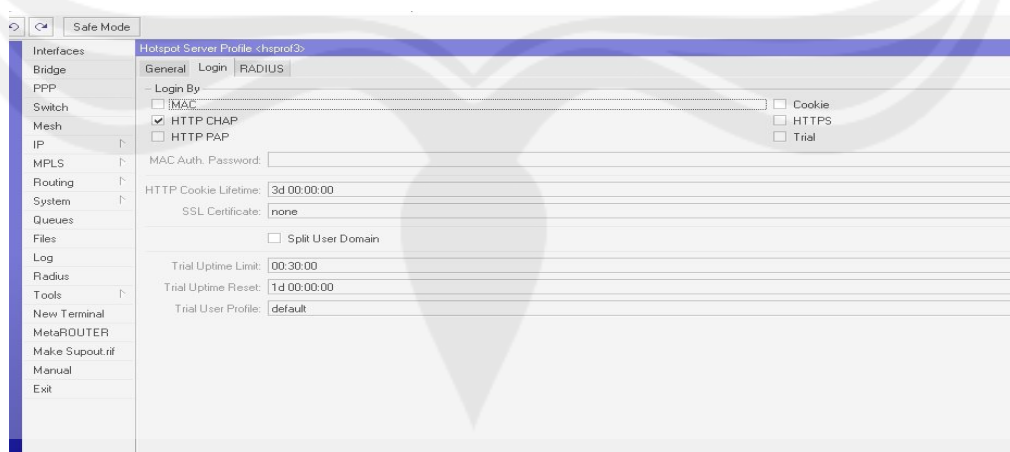 Safe Mode
Interfaces
Bridge
PPP
Switch
Mesh
IP
MPLS
Routing
System
Queues
Files
Log
Radius
Tools
New Terminal
MetaROUTER
Make Supout.rif
Manual
Exit
Hotspot Server Profile <hsprof3>
General Login RADIUS
Login By
MAC Cookie
HTTP CHAP HTTPS
HTTP PAP Trial
MAC Auth. Password:
HTTP Cookie Lifetime: 3d 00:00:00
SSL Certificate: none
Split User Domain
Trial Uptime Limit: 00:30:00
Trial Uptime Reset: 1d 00:00:00
Trial User Profile: default